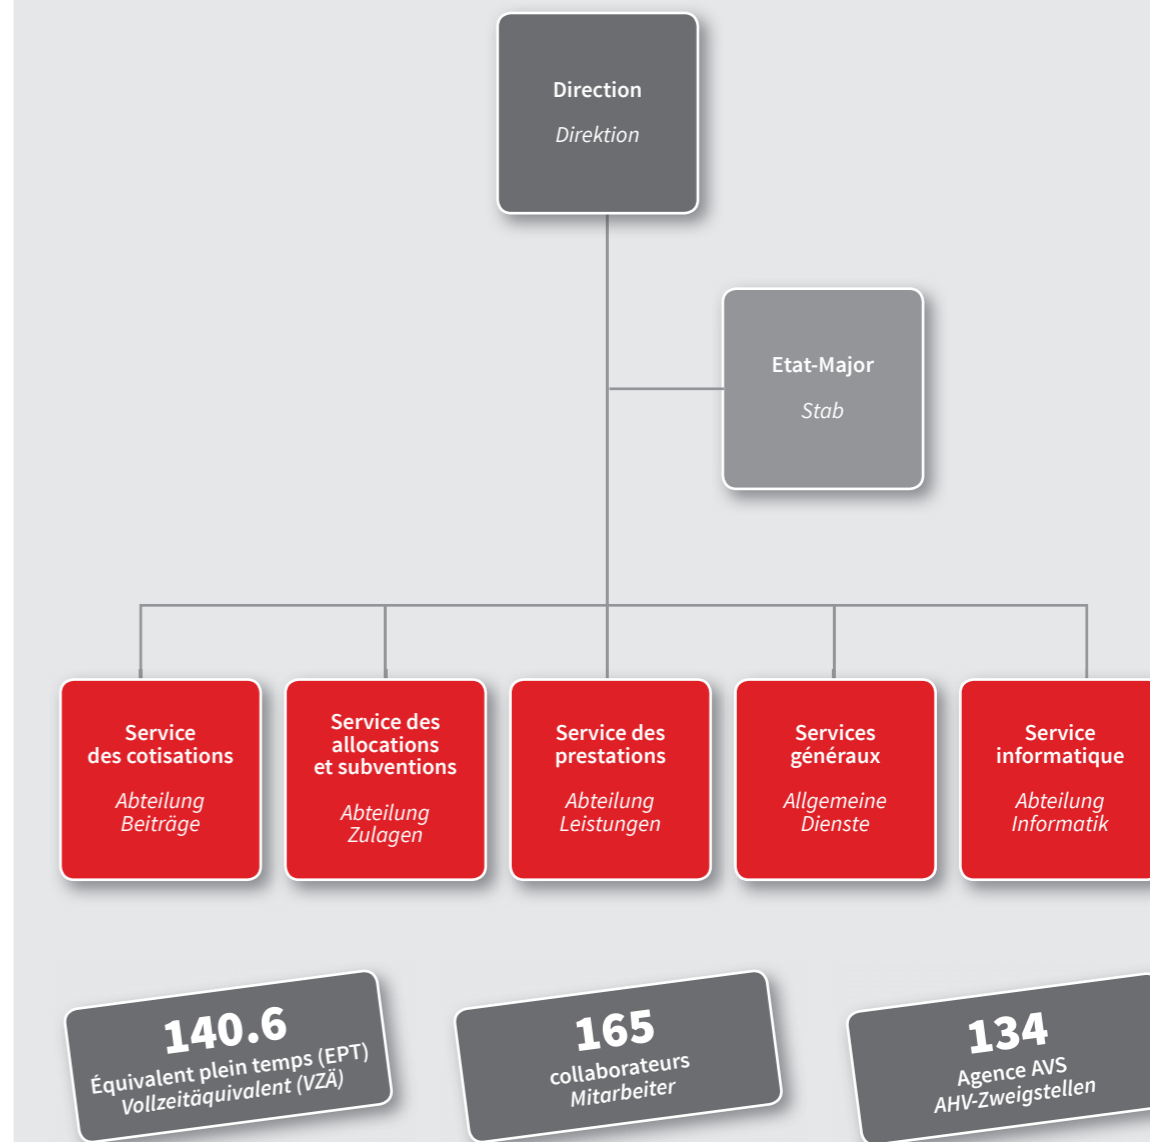 Direction
Direktion
Etat-Major
Stab
Service
des cotisations
Abteilung
Beiträge
Service des
allocations
et subventions
Abteilung
Zulagen
Service des
prestations
Abteilung
Leistungen
Services
généraux
Allgemeine
Dienste
Service
informatique
Abteilung
Informatik
140.6
Équivalent plein temps (EPT)
Vollzeitäquivalent (VZÄ)
165
collaborateurs
Mitarbeiter
134
Agence AVS
AHV-Zweigstellen